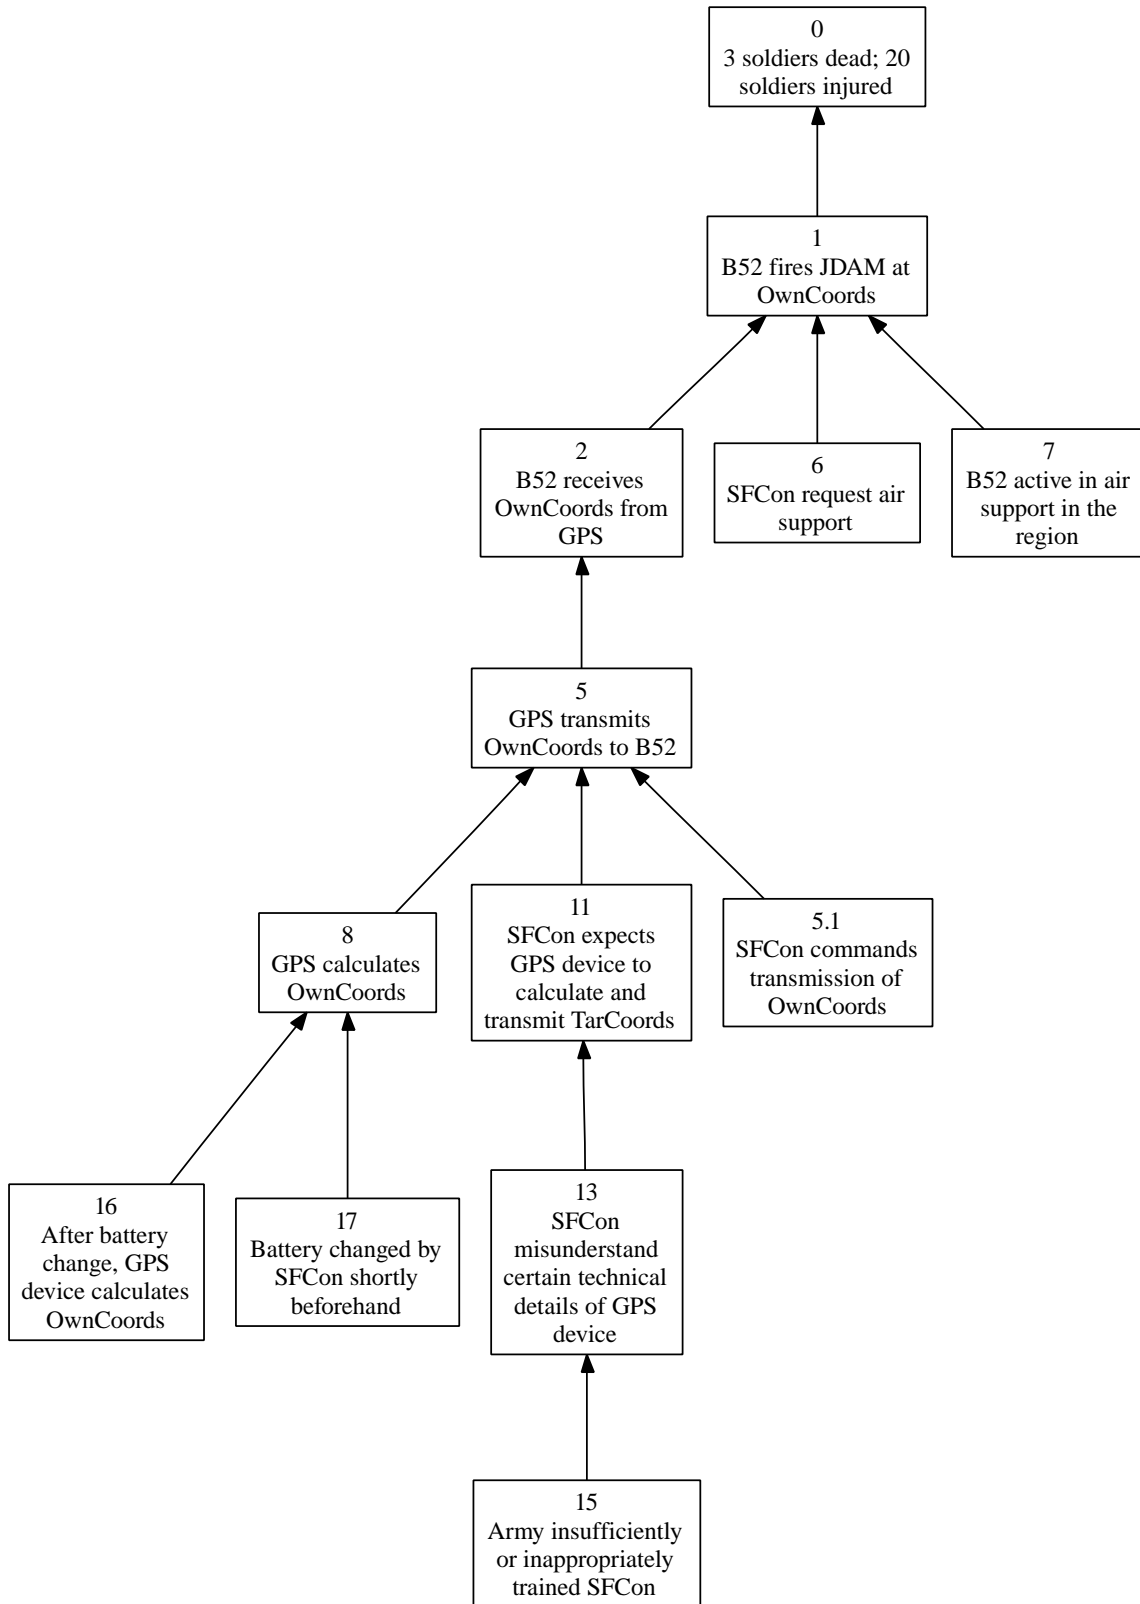 0
3 soldiers dead; 20
soldiers injured
1
B52 fires JDAM at
OwnCoords
2
B52 receives
OwnCoords from
GPS
6
SFCon request air
support
7
B52 active in air
support in the
region
5
GPS transmits
OwnCoords to B52
8
GPS calculates
OwnCoords
11
SFCon expects
GPS device to
calculate and
transmit TarCoords
5.1
SFCon commands
transmission of
OwnCoords
16
After battery
change, GPS
device calculates
OwnCoords
17
Battery changed by
SFCon shortly
beforehand
13
SFCon
misunderstand
certain technical
details of GPS
device
15
Army insufficiently
or inappropriately
trained SFCon